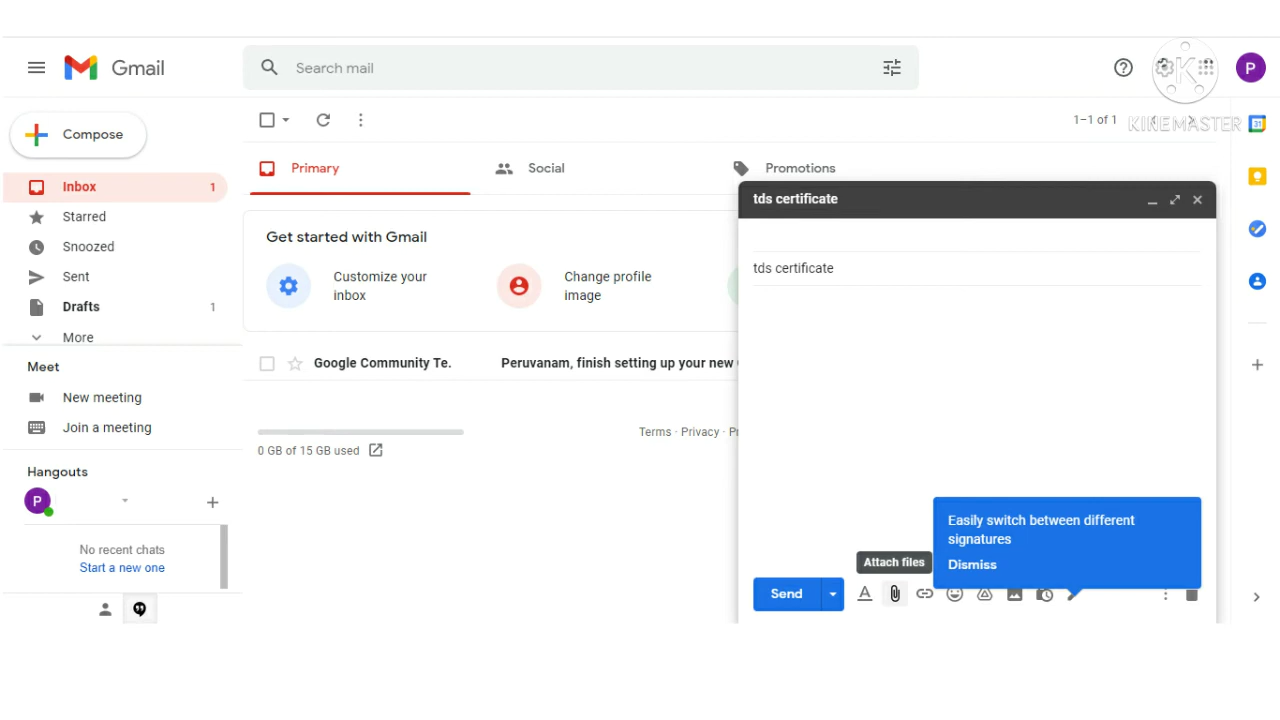 Gmail
Search mail
P
KINEMASTER
Compose
1–1 of 1
31
Primary
Social
Promotions
Inbox 1
Starred
Snoozed
Sent
Drafts 1
More
Get started with Gmail
Customize your
inbox
Change profile
image
Google Community Te.
Peruvanam, finish setting up your new
Terms · Privacy ·
0 GB of 15 GB used
Meet
New meeting
Join a meeting
Hangouts
P
No recent chats
Start a new one
tds certificate
tds certificate
Easily switch between different
signatures
Dismiss
Attach files
Send